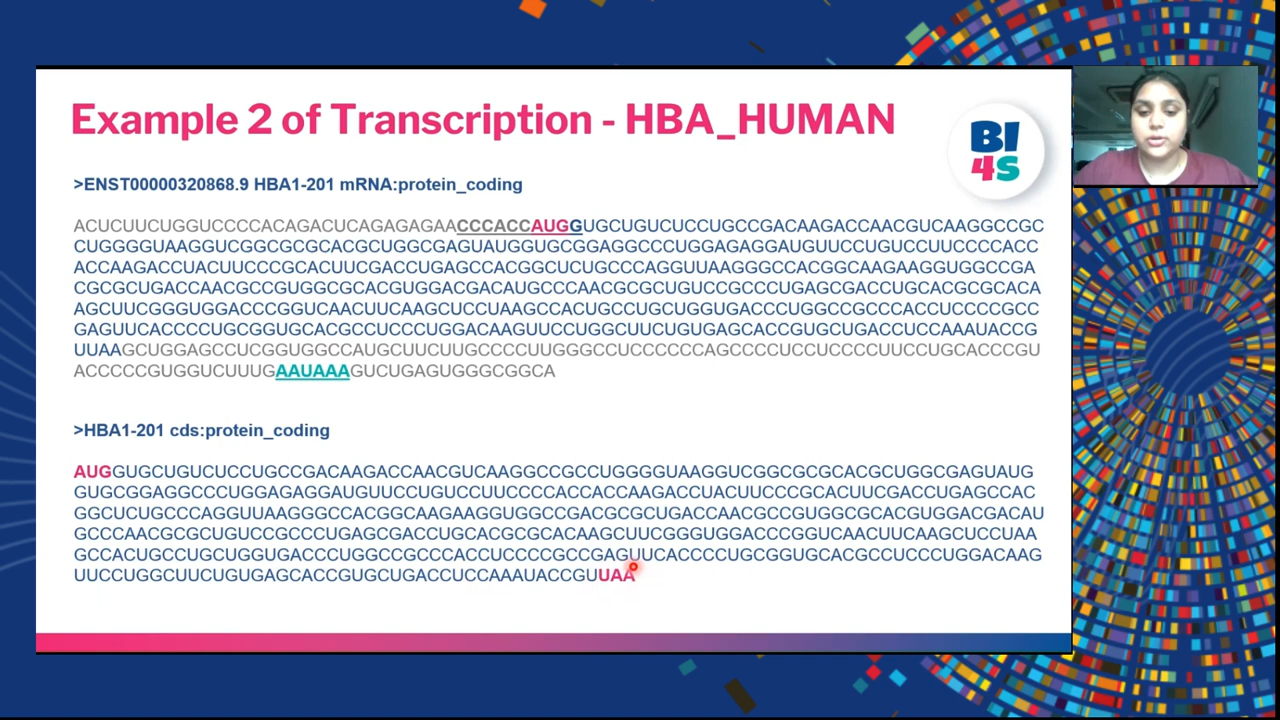 Example 2 of Transcription - HBA_HUMAN
BI
4S
>ENST00000320868.9 HBA1-201 mRNA:protein_coding
ACUCUUCUGGUCCCCACAGACUCAGAGAGAACCCACCAUGGUGCUGUCUCCUGCCGACAAGACCAACGUCAAGGCCGC
CUGGGGUAAGGUCGGCGCGCACGCUGGCGAGUAUGGUGCGGAGGCCCUGGAGAGGAUGUUCCUGUCCUUCCCCACC
ACCAAGACCUACUUCCCGCACUUCGACCUGAGCCACGGCUCUGCCCAGGUUAAGGGCCACGGCAAGAAGGUGGCCGA
CGCGCUGACCAACGCCGUGGCGCACGUGGACGACAUGCCCAACGCGCUGUCCGCCCUGAGCGACCUGCACGCGCACA
AGCUUCGGGUGGACCCGGUCAACUUCAAGCUCCUAAGCCACUGCCUGCUGGUGACCCUGGCCGCCCACCUCCCCGCC
GAGUUCACCCCUGCGGUGCACGCCUCCCUGGACAAGUUCCUGGCUUCUGUGAGCACCGUGCUGACCUCCAAAUACCG
UUAAGCUGGAGCCUCGGUGGCCAUGCUUCUUGCCCCUUGGGCCUCCCCCCAGCCCCUCCUCCCCUUCCUGCACCCGU
ACCCCCGUGGUCUUUGAAUAAAGUCUGAGUGGGCGGCA
>HBA1-201 cds:protein_coding
AUGGUGCUGUCUCCUGCCGACAAGACCAACGUCAAGGCCGCCUGGGGUAAGGUCGGCGCGCACGCUGGCGAGUAUG
GUGCGGAGGCCCUGGAGAGGAUGUUCCUGUCCUUCCCCACCACCAAGACCUACUUCCCGCACUUCGACCUGAGCCAC
GGCUCUGCCCAGGUUAAGGGCCACGGCAAGAAGGUGGCCGACGCGCUGACCAACGCCGUGGCGCACGUGGACGACAU
GCCCAACGCGCUGUCCGCCCUGAGCGACCUGCACGCGCACAAGCUUCGGGUGGACCCGGUCAACUUCAAGCUCCUAA
GCCACUGCCUGCUGGUGACCCUGGCCGCCCACCUCCCCGCCGAGUUCACCCCUGCGGUGCACGCCUCCCUGGACAAG
UUCCUGGCUUCUGUGAGCACCGUGCUGACCUCCAAAUACCGUUAA